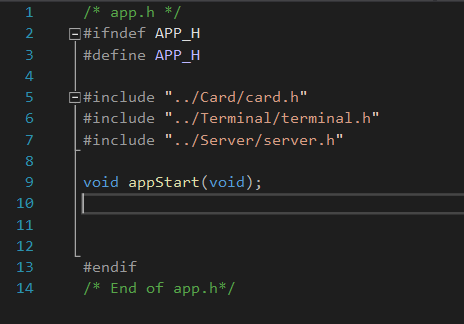 1 /* app.h */
2 #ifndef APP_H
3 #define APP_H
4
5 #include "../Card/card.h"
6 #include "../Terminal/terminal.h"
7 #include "../Server/server.h"
8
9 void appStart(void);
10
11
12
13 #endif
14 /* End of app.h*/